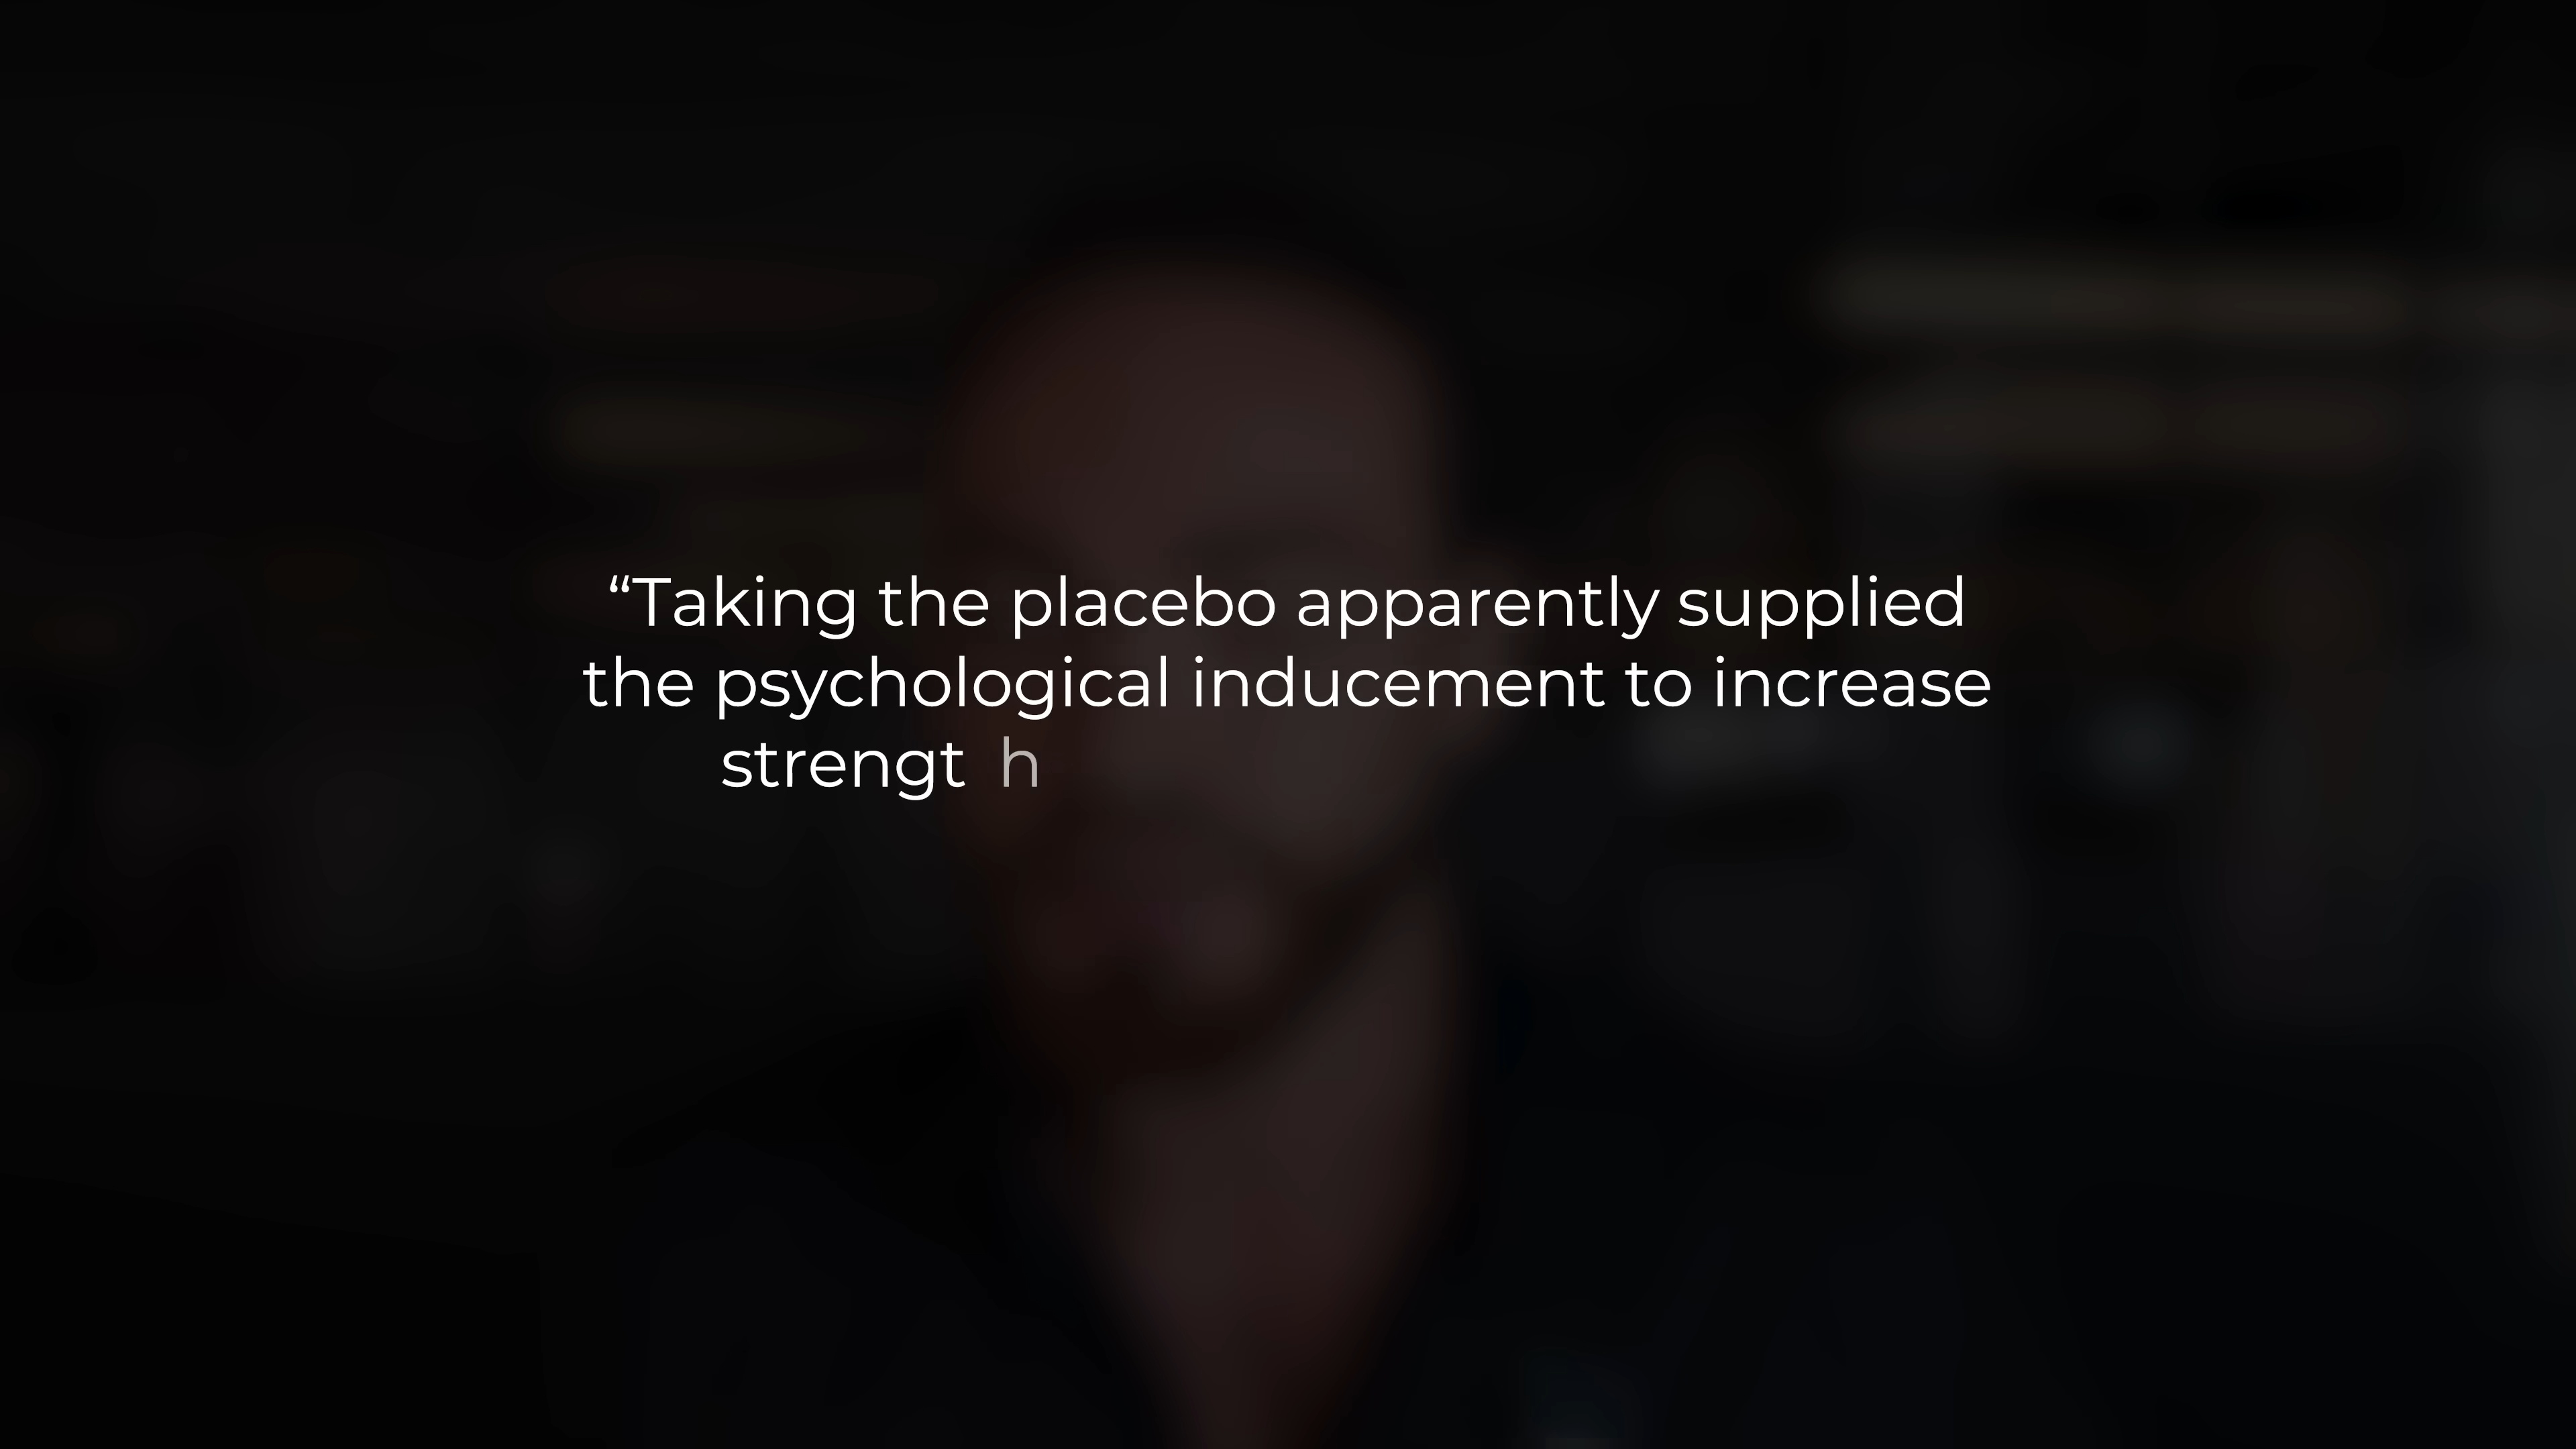 “Taking the placebo apparently supplied
the psychological inducement to increase
strengt h